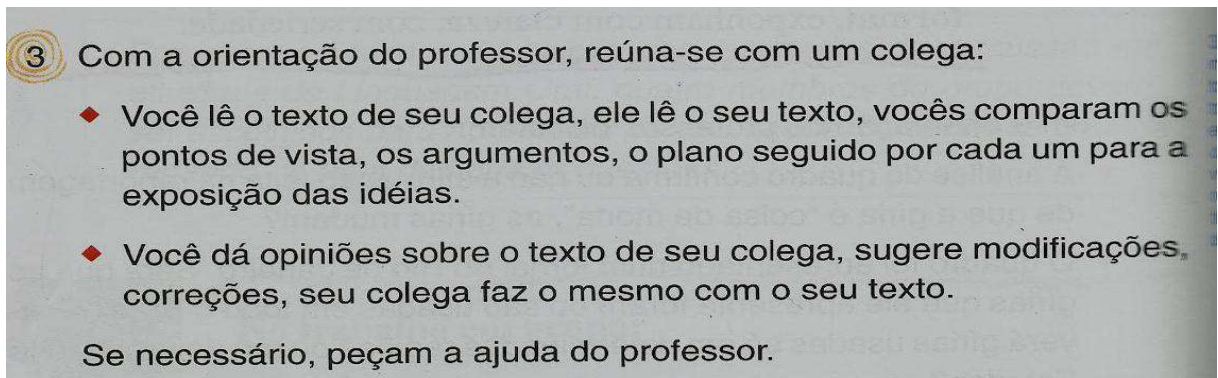 3 Com a orientação do professor, reúna-se com um colega:
Você lê o texto de seu colega, ele lê o seu texto, vocês comparam os
pontos de vista, os argumentos, o plano seguido por cada um para a
exposição das idéias.
Você dá opiniões sobre o texto de seu colega, sugere modificações,
correções, seu colega faz o mesmo com o seu texto.
Se necessário, peçam a ajuda do professor.